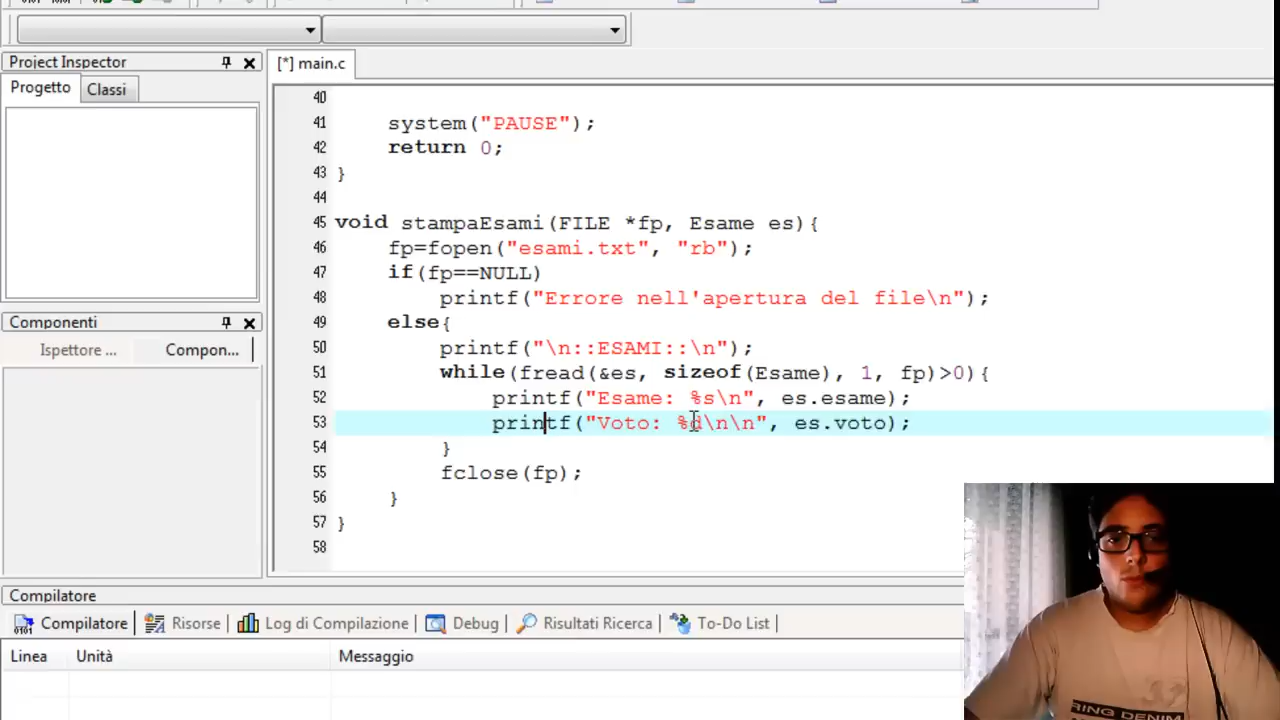 Project Inspector
[*] main.c
Progetto
Classi
40
41 system("PAUSE");
42 return 0;
43 }
44
45 void stampaEsami(FILE *fp, Esame es){
46 fp=fopen("esami.txt", "rb");
47 if(fp==NULL)
48 printf("Errore nell'apertura del file\n");
49 else{
50 printf("\n::ESAMI::\n");
51 while(fread(&es, sizeof(Esame), 1, fp)>0){
52 printf("Esame: %s\n", es.esame);
53 printf("Voto: %d\n\n", es.voto);
54 }
55 fclose(fp);
56 }
57 }
58
Componenti
Ispettore ... Compon...
Compilatore
Compilatore Risorse Log di Compilazione Debug Risultati Ricerca To-Do List
Linea Unità Messaggio
RING DENIM